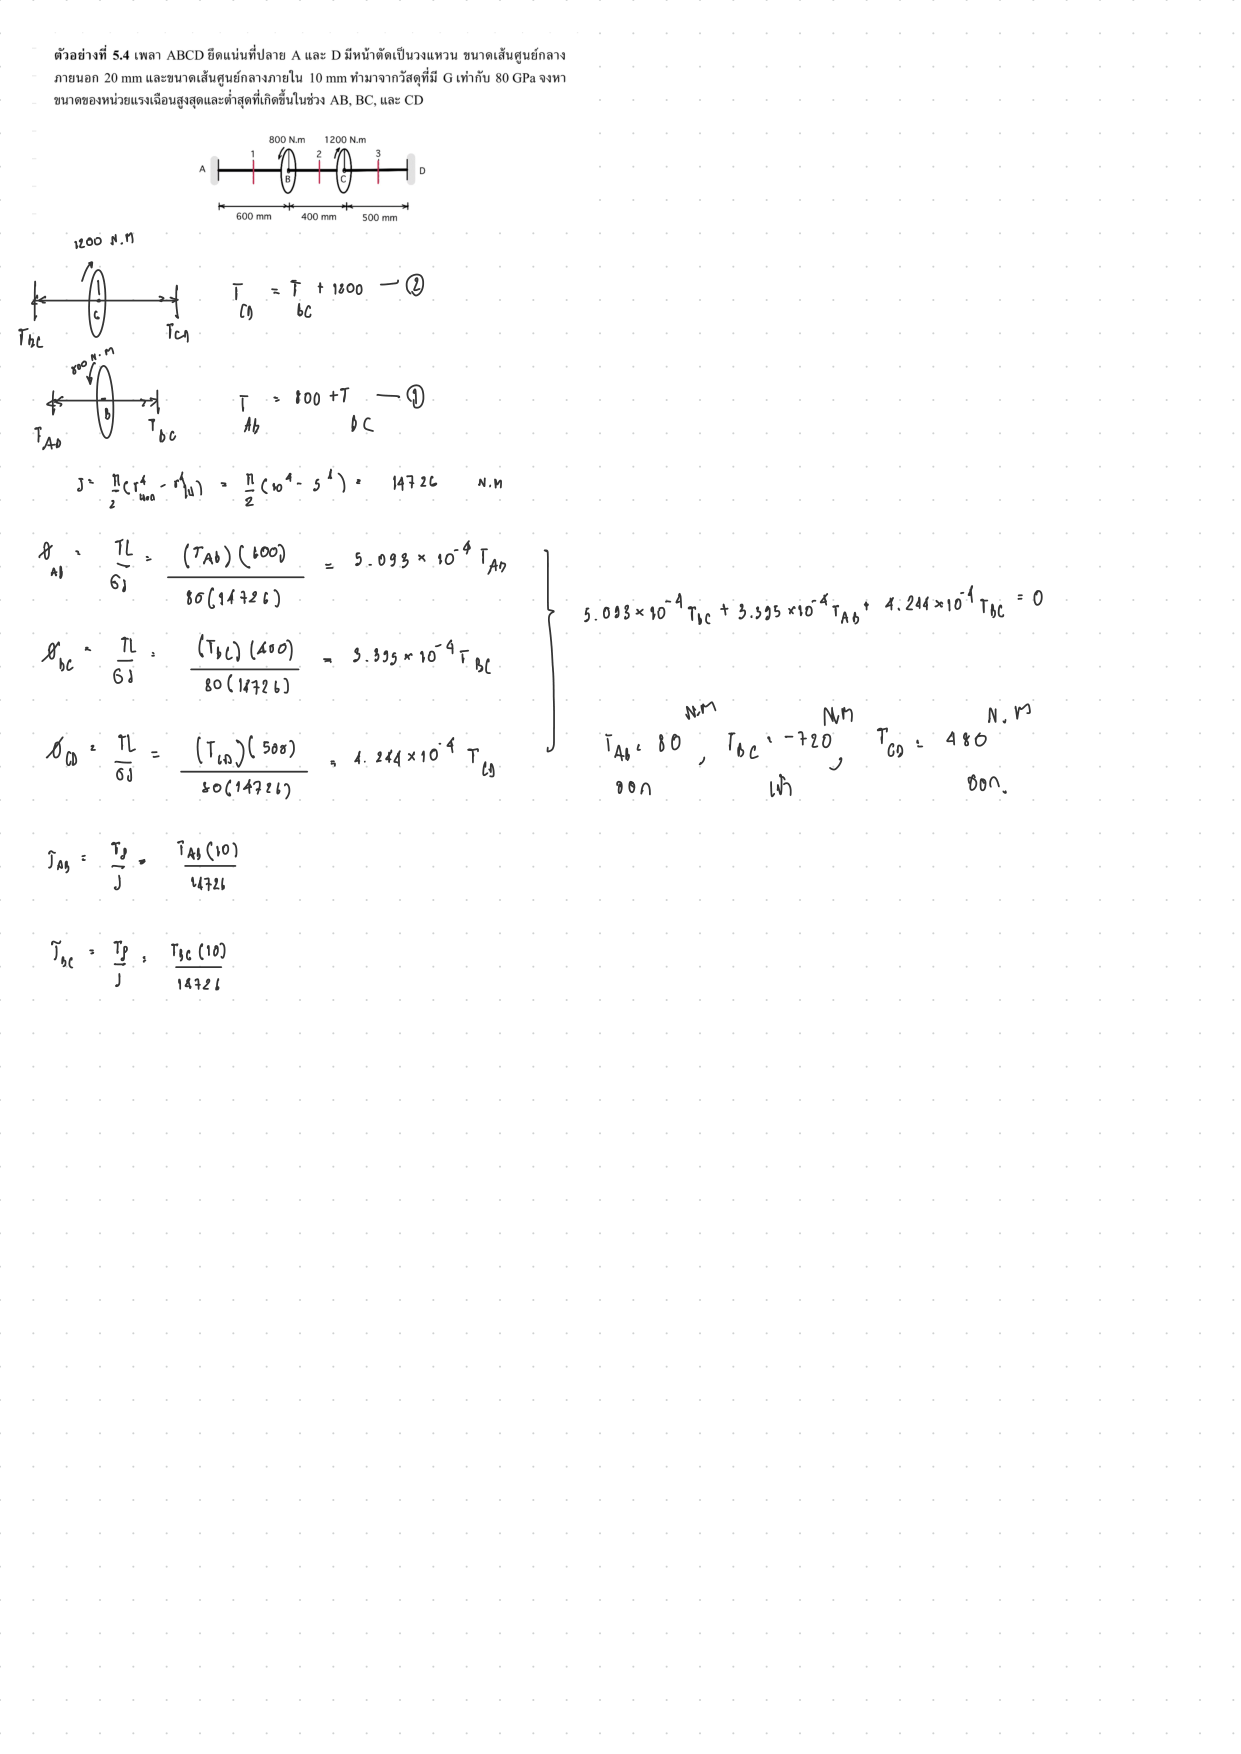 ตัวอย่างที่ 5.4 เพลา ABCD ยึดแน่นที่ปลาย A และ D มีหน้าตัดเป็นวงแหวน ขนาดเส้นศูนย์กลาง
ภายนอก 20 mm และขนาดเส้นศูนย์กลางภายใน 10 mm ทำมาจากวัสดุที่มี G เท่ากับ 80 GPa จงหา
ขนาดของหน่วยแรงเฉือนสูงสุดและต่ำสุดที่เกิดขึ้นในช่วง AB, BC, และ CD
800 N.m 1200 N.m
1 2 3
A B C D
600 mm 400 mm 500 mm
1200 N.M
C
T_BC T_CD
T_CD = T_BC + 1200 — ②
800 N.M
B
T_AB T_BC
T_AB = 800 + T_BC — ①
J = π/2 (r⁴ - r⁴) = π/2 (10⁴ - 5⁴) = 14726 N.M
Ø_AB = TL/GJ = (T_AB)(600)/80(14726) = 5.093 × 10⁻⁴ T_AB
5.093 × 10⁻⁴ T_BC + 3.395 × 10⁻⁴ T_AB + 4.244 × 10⁻⁴ T_BC = 0
Ø_BC = TL/GJ = (T_BC)(400)/80(14726) = 3.395 × 10⁻⁴ T_BC
T_AB = 80 N.M, T_BC = -720 N.M, T_CD = 480 N.M
ออก เข้า ออก.
Ø_CD = TL/GJ = (T_CD)(500)/80(14726) = 4.244 × 10⁻⁴ T_CD
τ_AB = Tρ/J = T_AB(10)/14726
τ_BC = Tρ/J = T_BC(10)/14726